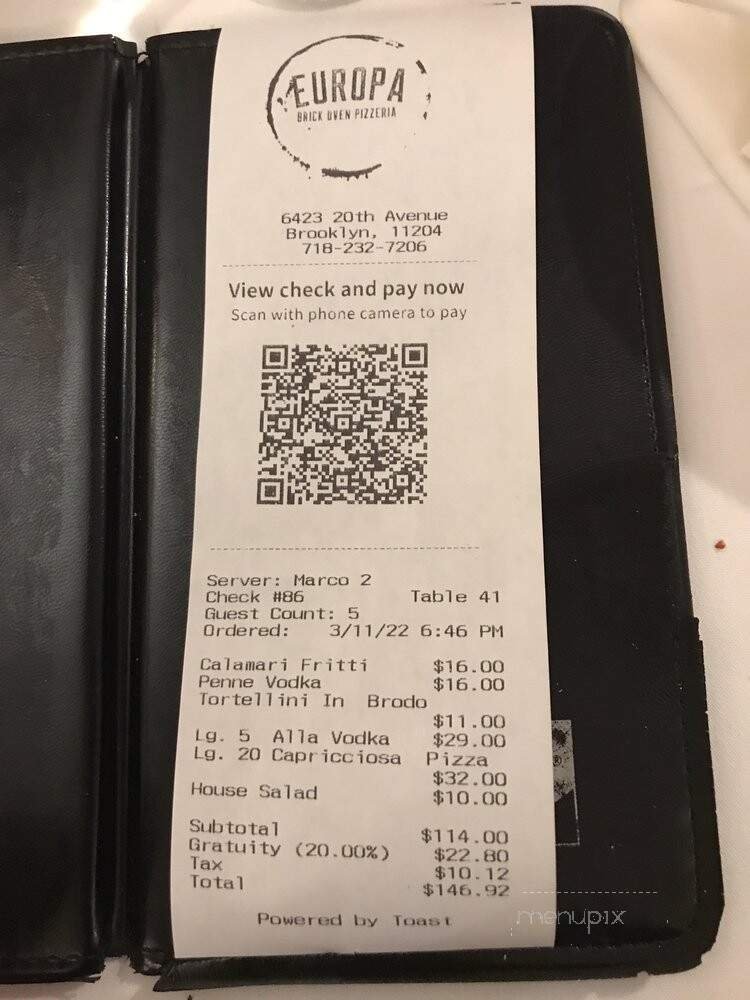 EUROPA
BRICK OVEN PIZZERIA
6423 20th Avenue
Brooklyn, 11204
718-232-7206
View check and pay now
Scan with phone camera to pay
Server: Marco 2
Check #86 Table 41
Guest Count: 5
Ordered: 3/11/22 6:46 PM
Calamari Fritti $16.00
Penne Vodka $16.00
Tortellini In Brodo
$11.00
Lg. 5 Alla Vodka $29.00
Lg. 20 Capricciosa Pizza
$32.00
House Salad $10.00
Subtotal $114.00
Gratuity (20.00%) $22.80
Tax $10.12
Total $146.92
Powered by Toast
menupix